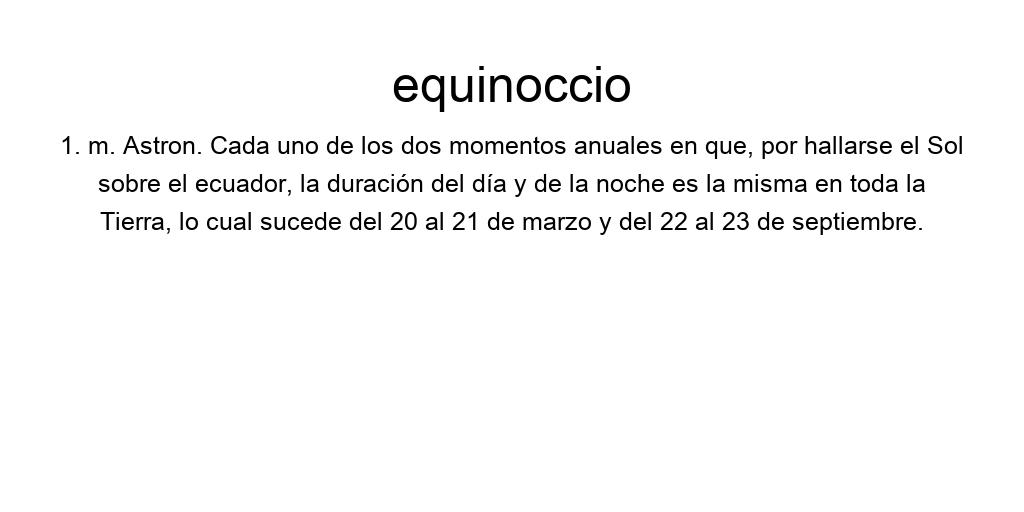 equinoccio
1. m. Astron. Cada uno de los dos momentos anuales en que, por hallarse el Sol
sobre el ecuador, la duración del día y de la noche es la misma en toda la
Tierra, lo cual sucede del 20 al 21 de marzo y del 22 al 23 de septiembre.